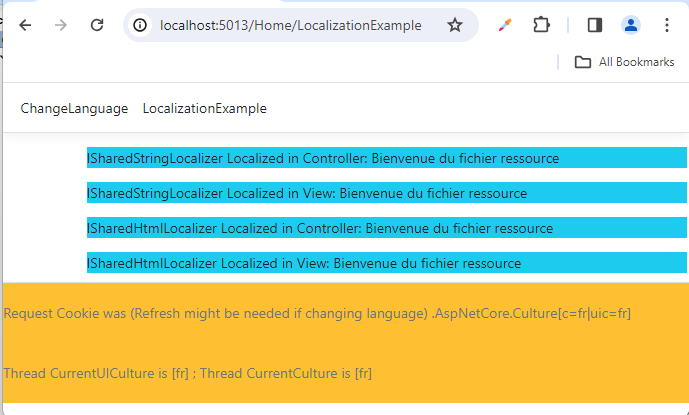 localhost:5013/Home/LocalizationExample
All Bookmarks
ChangeLanguage LocalizationExample
ISharedStringLocalizer Localized in Controller: Bienvenue du fichier ressource
ISharedStringLocalizer Localized in View: Bienvenue du fichier ressource
ISharedHtmlLocalizer Localized in Controller: Bienvenue du fichier ressource
ISharedHtmlLocalizer Localized in View: Bienvenue du fichier ressource
Request Cookie was (Refresh might be needed if changing language) .AspNetCore.Culture[c=fr|uic=fr]
Thread CurrentUICulture is [fr] ; Thread CurrentCulture is [fr]